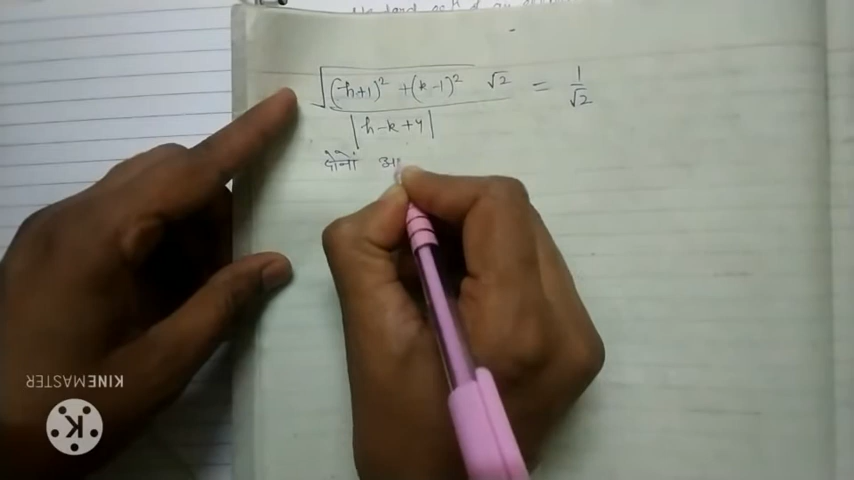 √((-h+1)² + (k-1)²) √2 / |h-k+4| = 1/√2
दोनों
KINEMASTER
K